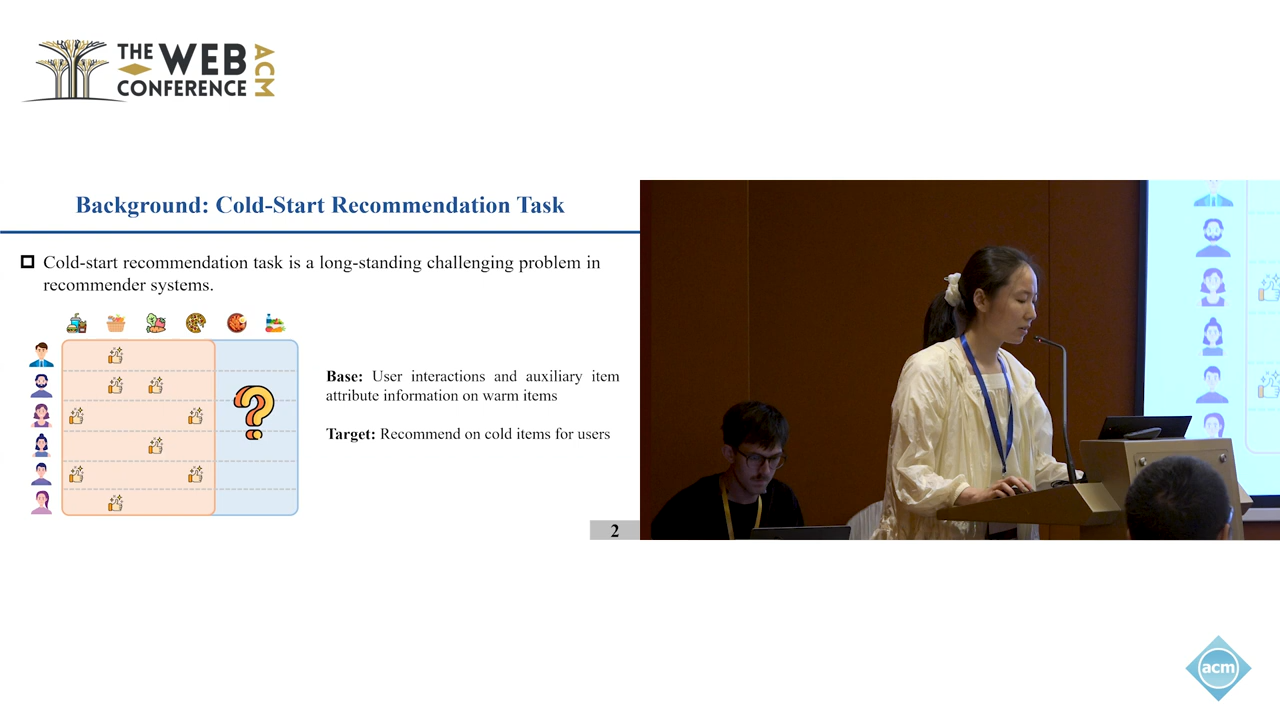 THE WEB
CONFERENCE
ACM
Background: Cold-Start Recommendation Task
Cold-start recommendation task is a long-standing challenging problem in
recommender systems.
Base: User interactions and auxiliary item
attribute information on warm items
Target: Recommend on cold items for users
2
acm